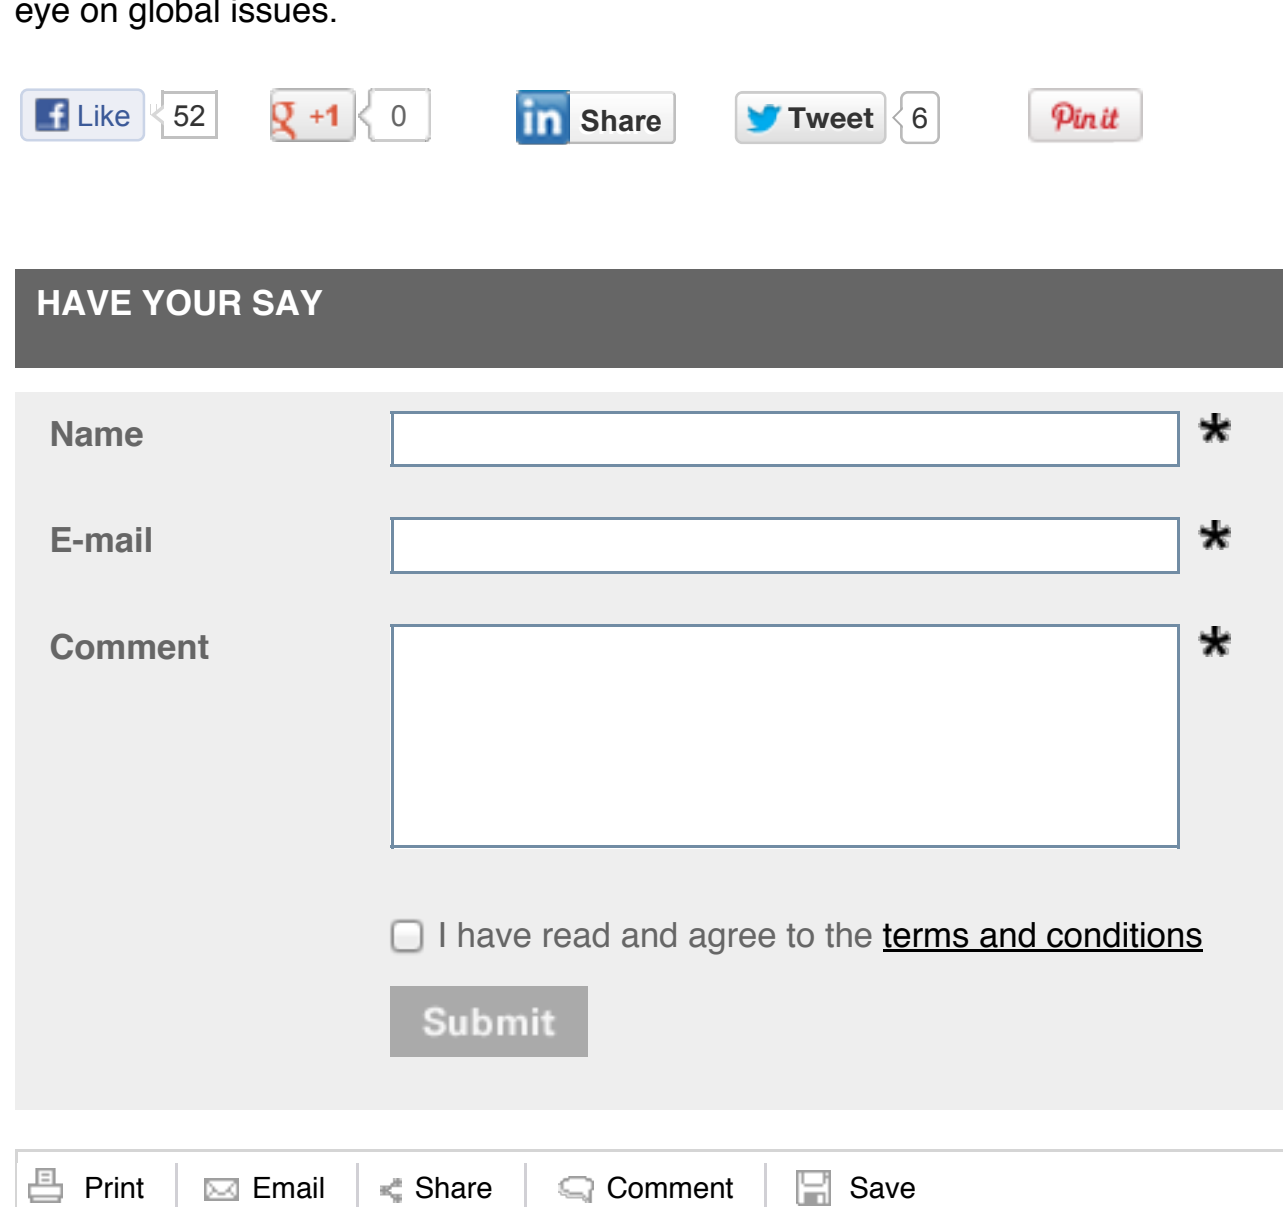 eye on global issues.
Like 52 g +1 0 in Share Tweet 6 Pin it
HAVE YOUR SAY
Name *
E-mail *
Comment *
I have read and agree to the terms and conditions
Submit
Print Email Share Comment Save